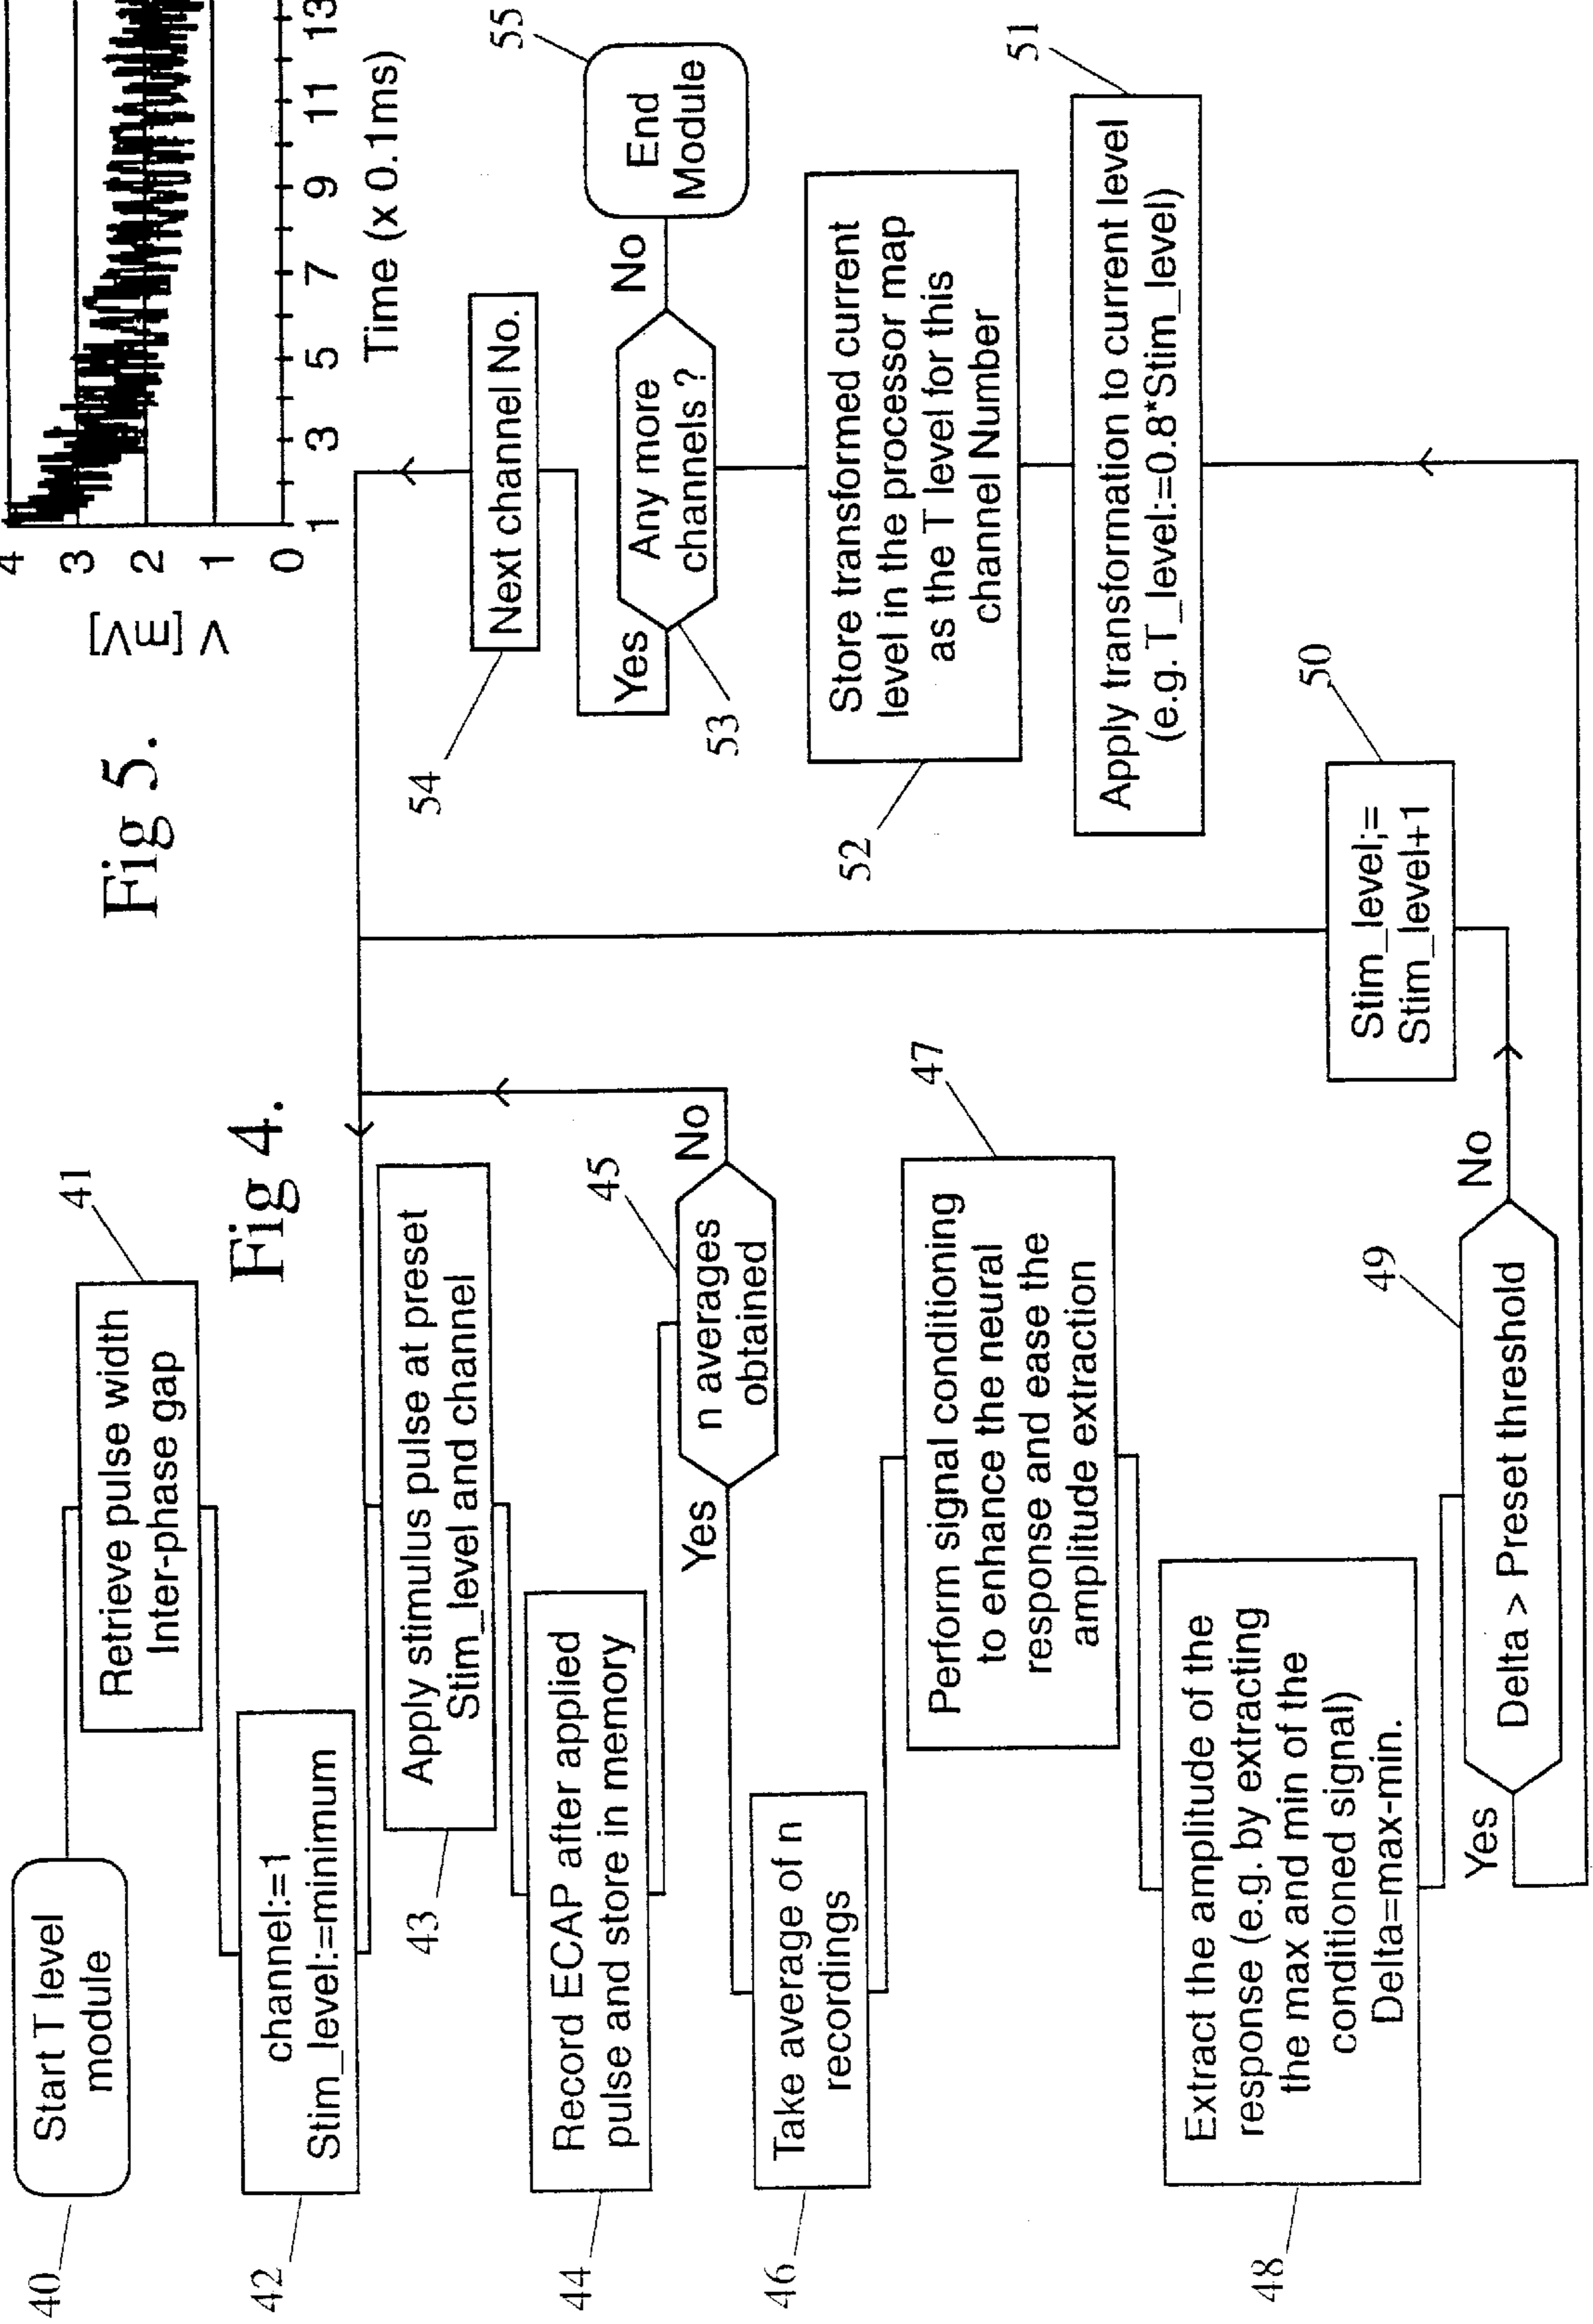 40
Start T level
module
41
Retrieve pulse width
Inter-phase gap
42
channel:=1
Stim_level:=minimum
Fig 4.
43
Apply stimulus pulse at preset
Stim_level and channel
44
Record ECAP after applied
pulse and store in memory
45
n averages
obtained
No
Yes
46
Take average of n
recordings
47
Perform signal conditioning
to enhance the neural
response and ease the
amplitude extraction
48
Extract the amplitude of the
response (e.g. by extracting
the max and min of the
conditioned signal)
Delta=max-min.
49
Delta > Preset threshold
No
Yes
50
Stim_level:=
Stim_level+1
Fig 5.
V [mV]
4
3
2
1
0
1 3 5 7 9 11 13
Time (x 0.1ms)
54
Next channel No.
53
Any more
channels ?
Yes
No
55
End
Module
52
Store transformed current
level in the processor map
as the T level for this
channel Number
51
Apply transformation to current level
(e.g. T_level:=0.8*Stim_level)